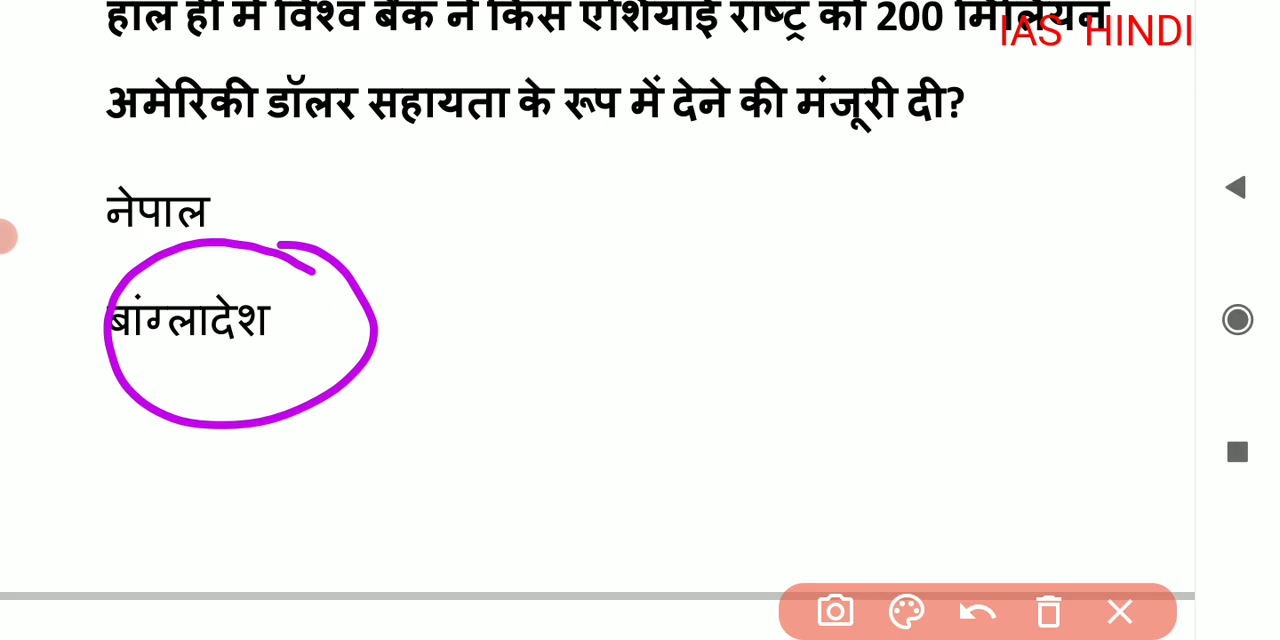 हाल ही में विश्व बैंक ने किस एशियाई राष्ट्र को 200 मिलियन
IAS HINDI
अमेरिकी डॉलर सहायता के रूप में देने की मंजूरी दी?
नेपाल
बांग्लादेश